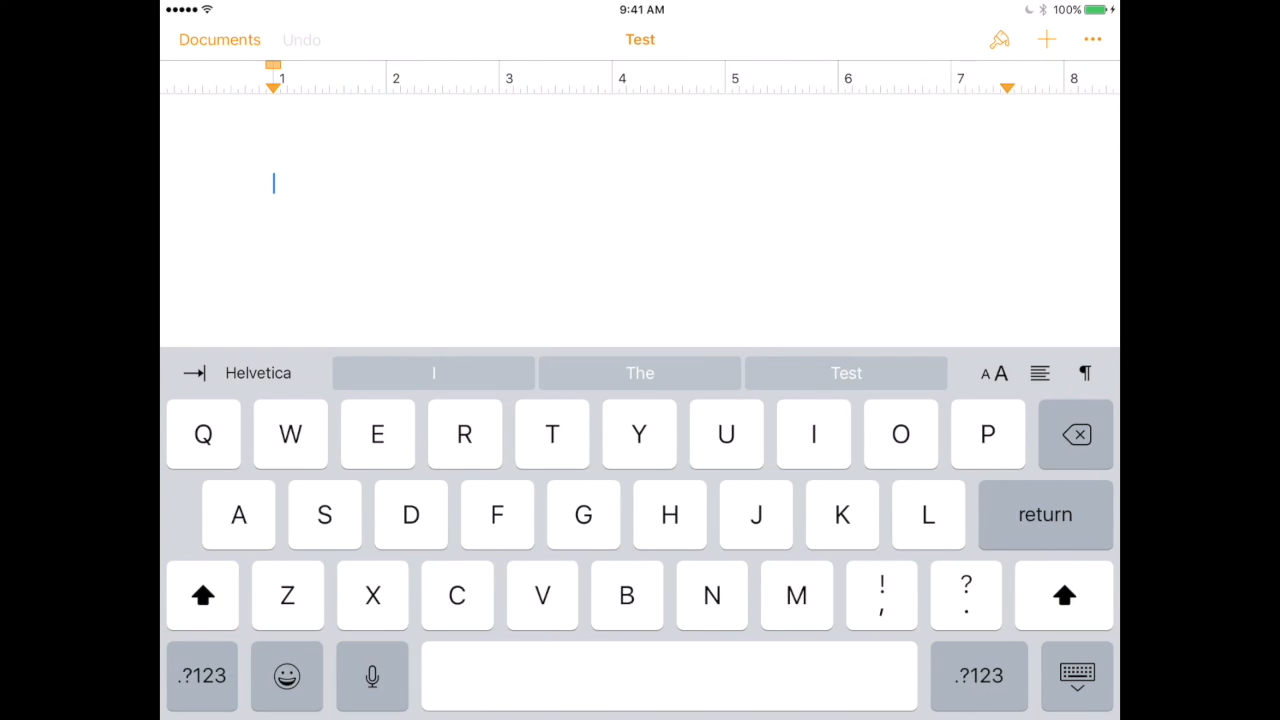 9:41 AM 100%
Documents Undo Test
1 2 3 4 5 6 7 8
Helvetica I The Test AA ¶
Q W E R T Y U I O P
A S D F G H J K L return
Z X C V B N M ! , ? .
.?123 .?123